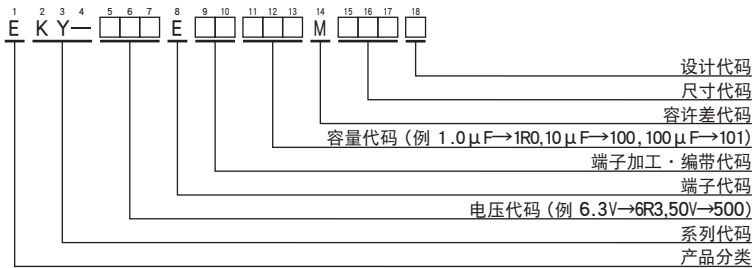 1 2 3 4 5 6 7 8 9 10 11 12 13 14 15 16 17 18
E KY— □□□ E □□ □□□ M □□□ □
设计代码
尺寸代码
容许差代码
容量代码（例 1.0μF→1R0,10μF→100,100μF→101）
端子加工・编带代码
端子代码
电压代码（例 6.3V→6R3,50V→500）
系列代码
产品分类